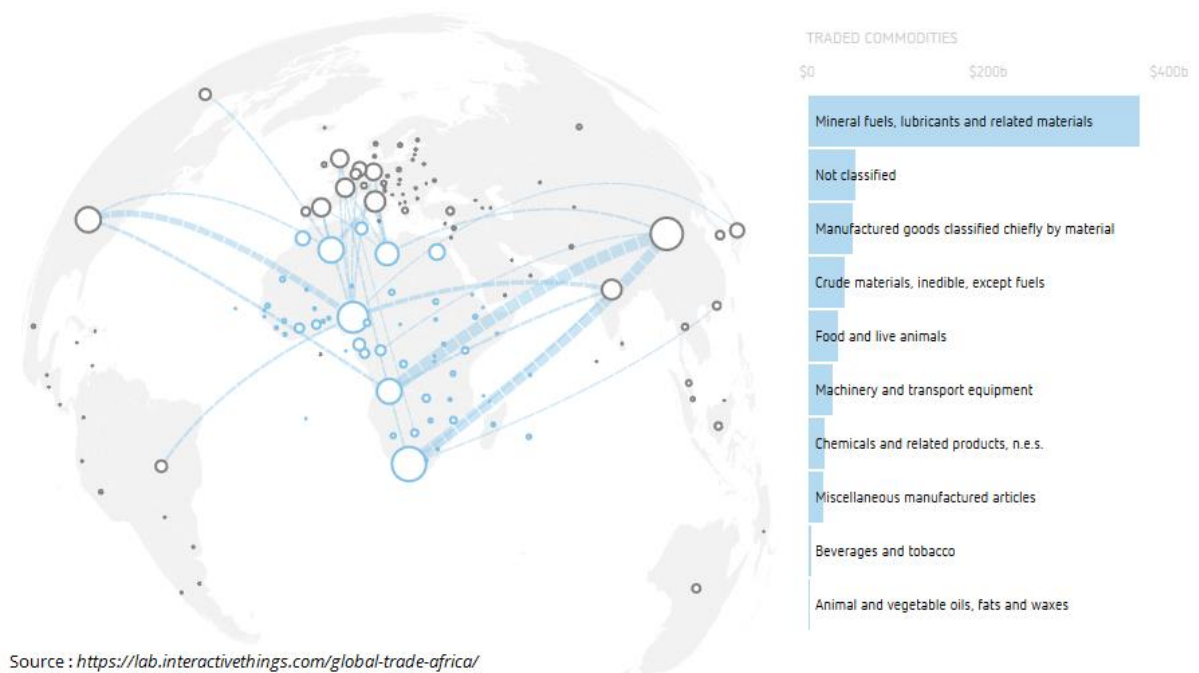 TRADED COMMODITIES
$0 $200b $400b
Mineral fuels, lubricants and related materials
Not classified
Manufactured goods classified chiefly by material
Crude materials, inedible, except fuels
Food and live animals
Machinery and transport equipment
Chemicals and related products, n.e.s.
Miscellaneous manufactured articles
Beverages and tobacco
Animal and vegetable oils, fats and waxes
Source : https://lab.interactivethings.com/global-trade-africa/